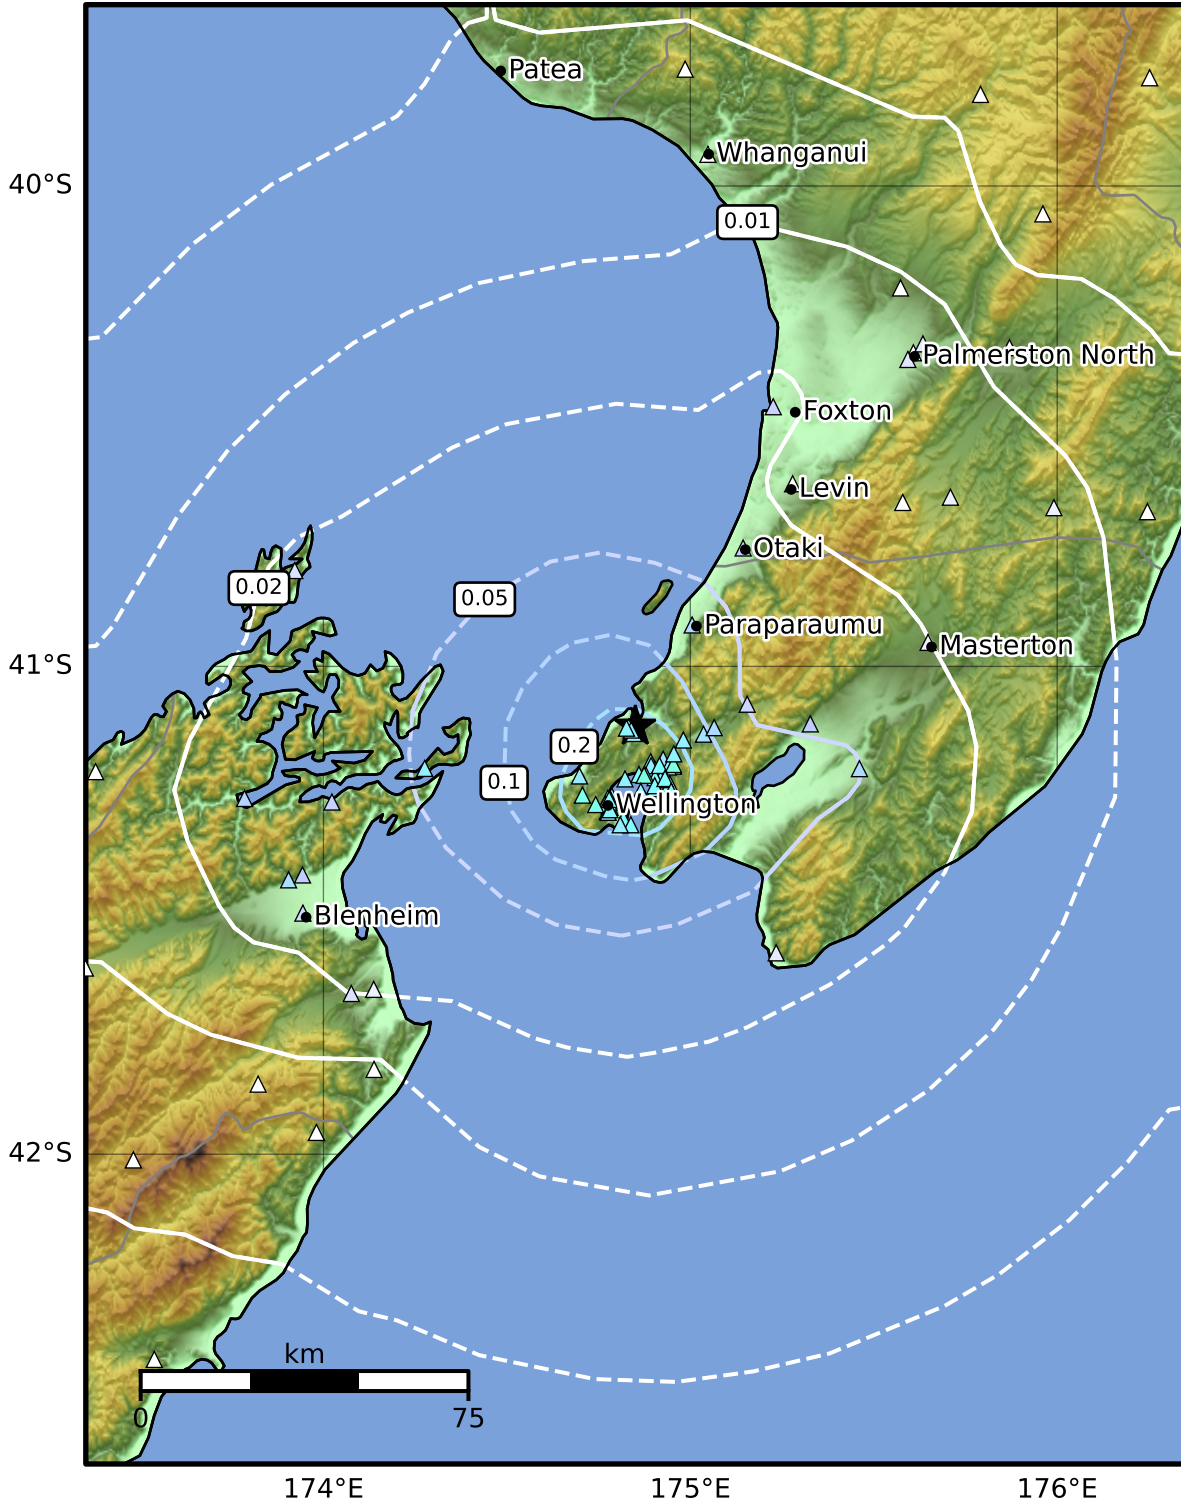 Patea
Whanganui
40°S
0.01
Palmerston North
Foxton
Levin
Otaki
0.02
0.05
Paraparaumu
Masterton
41°S
0.2
0.1
Wellington
Blenheim
42°S
km
0
75
174°E
175°E
176°E